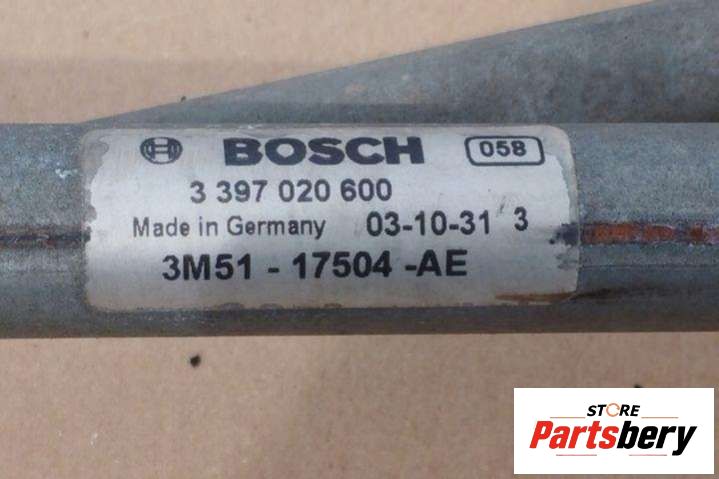 BOSCH 058
3 397 020 600
Made in Germany 03-10-31 3
3M51 - 17504 -AE
STORE
Partsbery